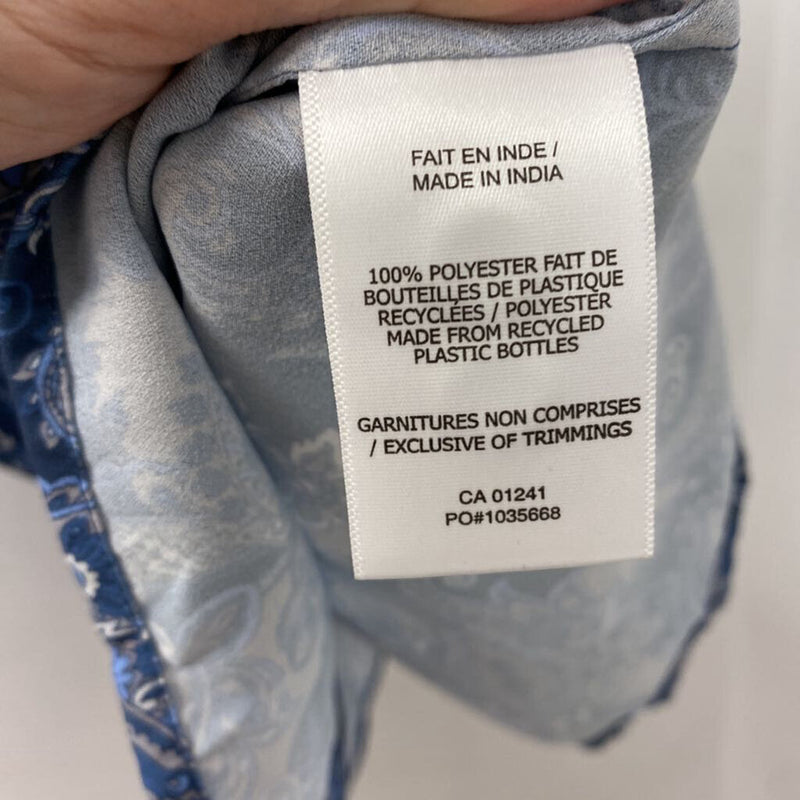 FAIT EN INDE /
MADE IN INDIA
100% POLYESTER FAIT DE
BOUTEILLES DE PLASTIQUE
RECYCLÉES / POLYESTER
MADE FROM RECYCLED
PLASTIC BOTTLES
GARNITURES NON COMPRISES
/ EXCLUSIVE OF TRIMMINGS
CA 01241
PO#1035668